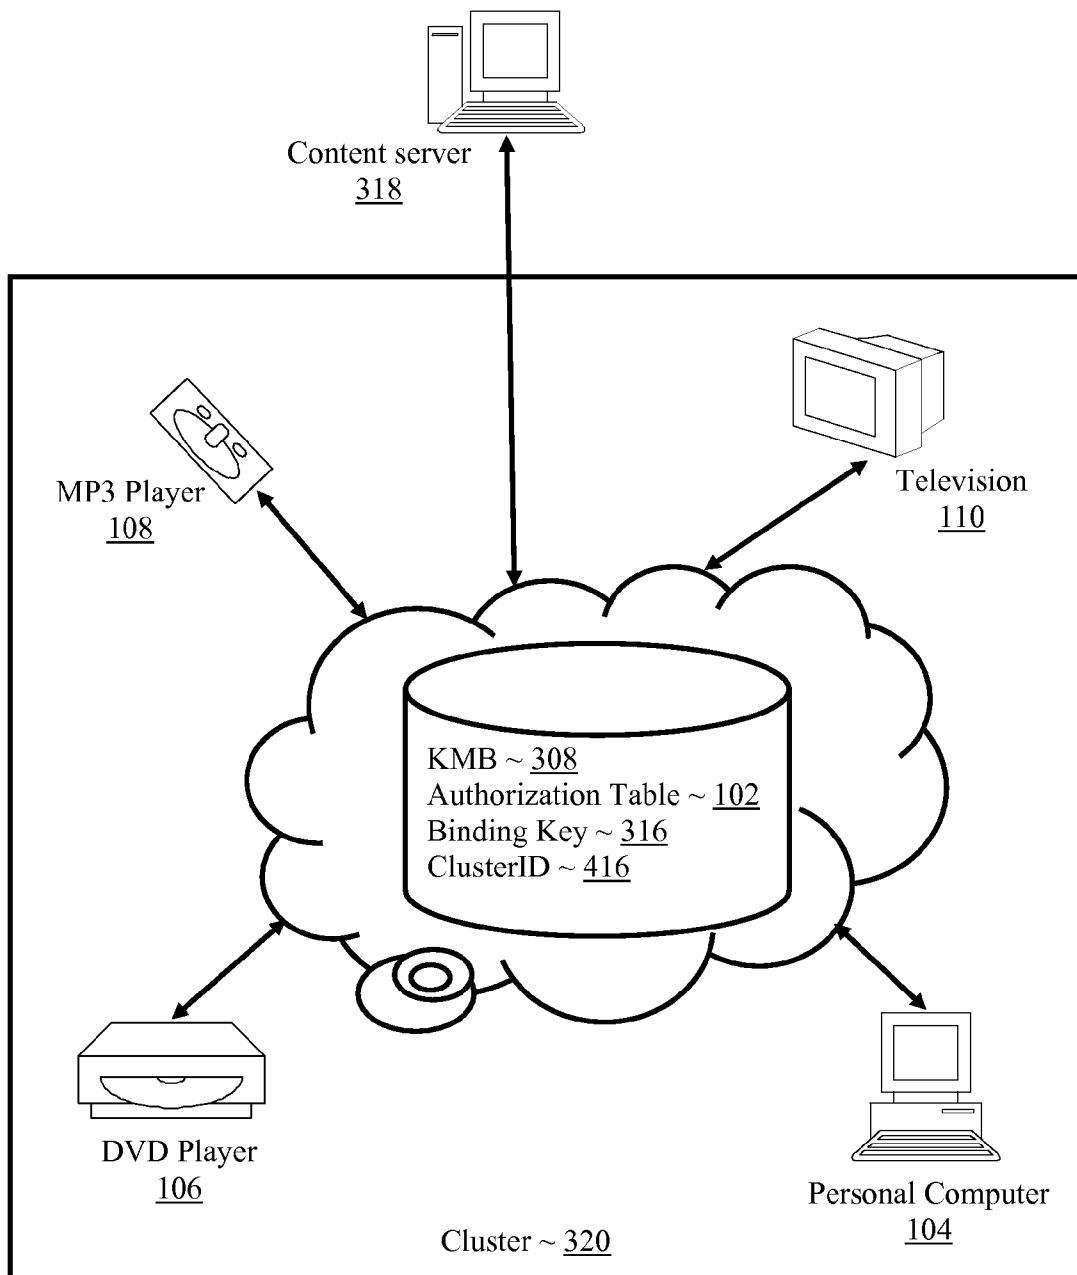 Content server
318
MP3 Player
108
Television
110
KMB ~ 308
Authorization Table ~ 102
Binding Key ~ 316
ClusterID ~ 416
DVD Player
106
Personal Computer
104
Cluster ~ 320